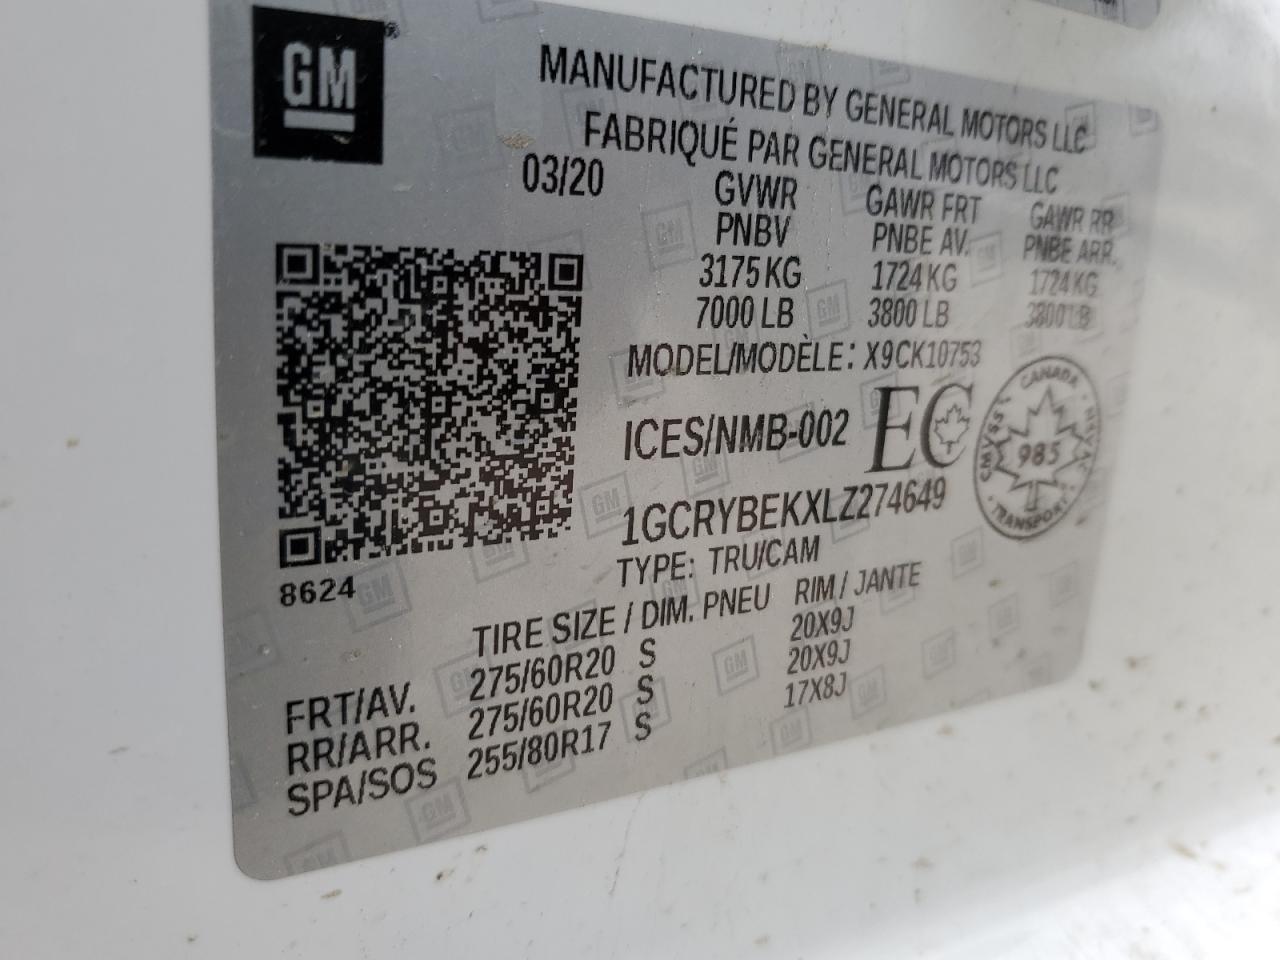 GM
MANUFACTURED BY GENERAL MOTORS LLC
FABRIQUÉ PAR GENERAL MOTORS LLC
03/20
GVWR GAWR FRT GAWR RR
PNBV PNBE AV. PNBE ARR.
3175 KG 1724 KG 1724 KG
7000 LB 3800 LB 3800 LB
MODEL/MODÈLE: X9CK10753
ICES/NMB-002 EC
CANADA
985
TRANSPORT
1GCRYBEKXLZ274649
TYPE: TRU/CAM
8624
TIRE SIZE / DIM. PNEU RIM / JANTE
FRT/AV. 275/60R20 S 20X9J
RR/ARR. 275/60R20 S 20X9J
SPA/SOS 255/80R17 S 17X8J